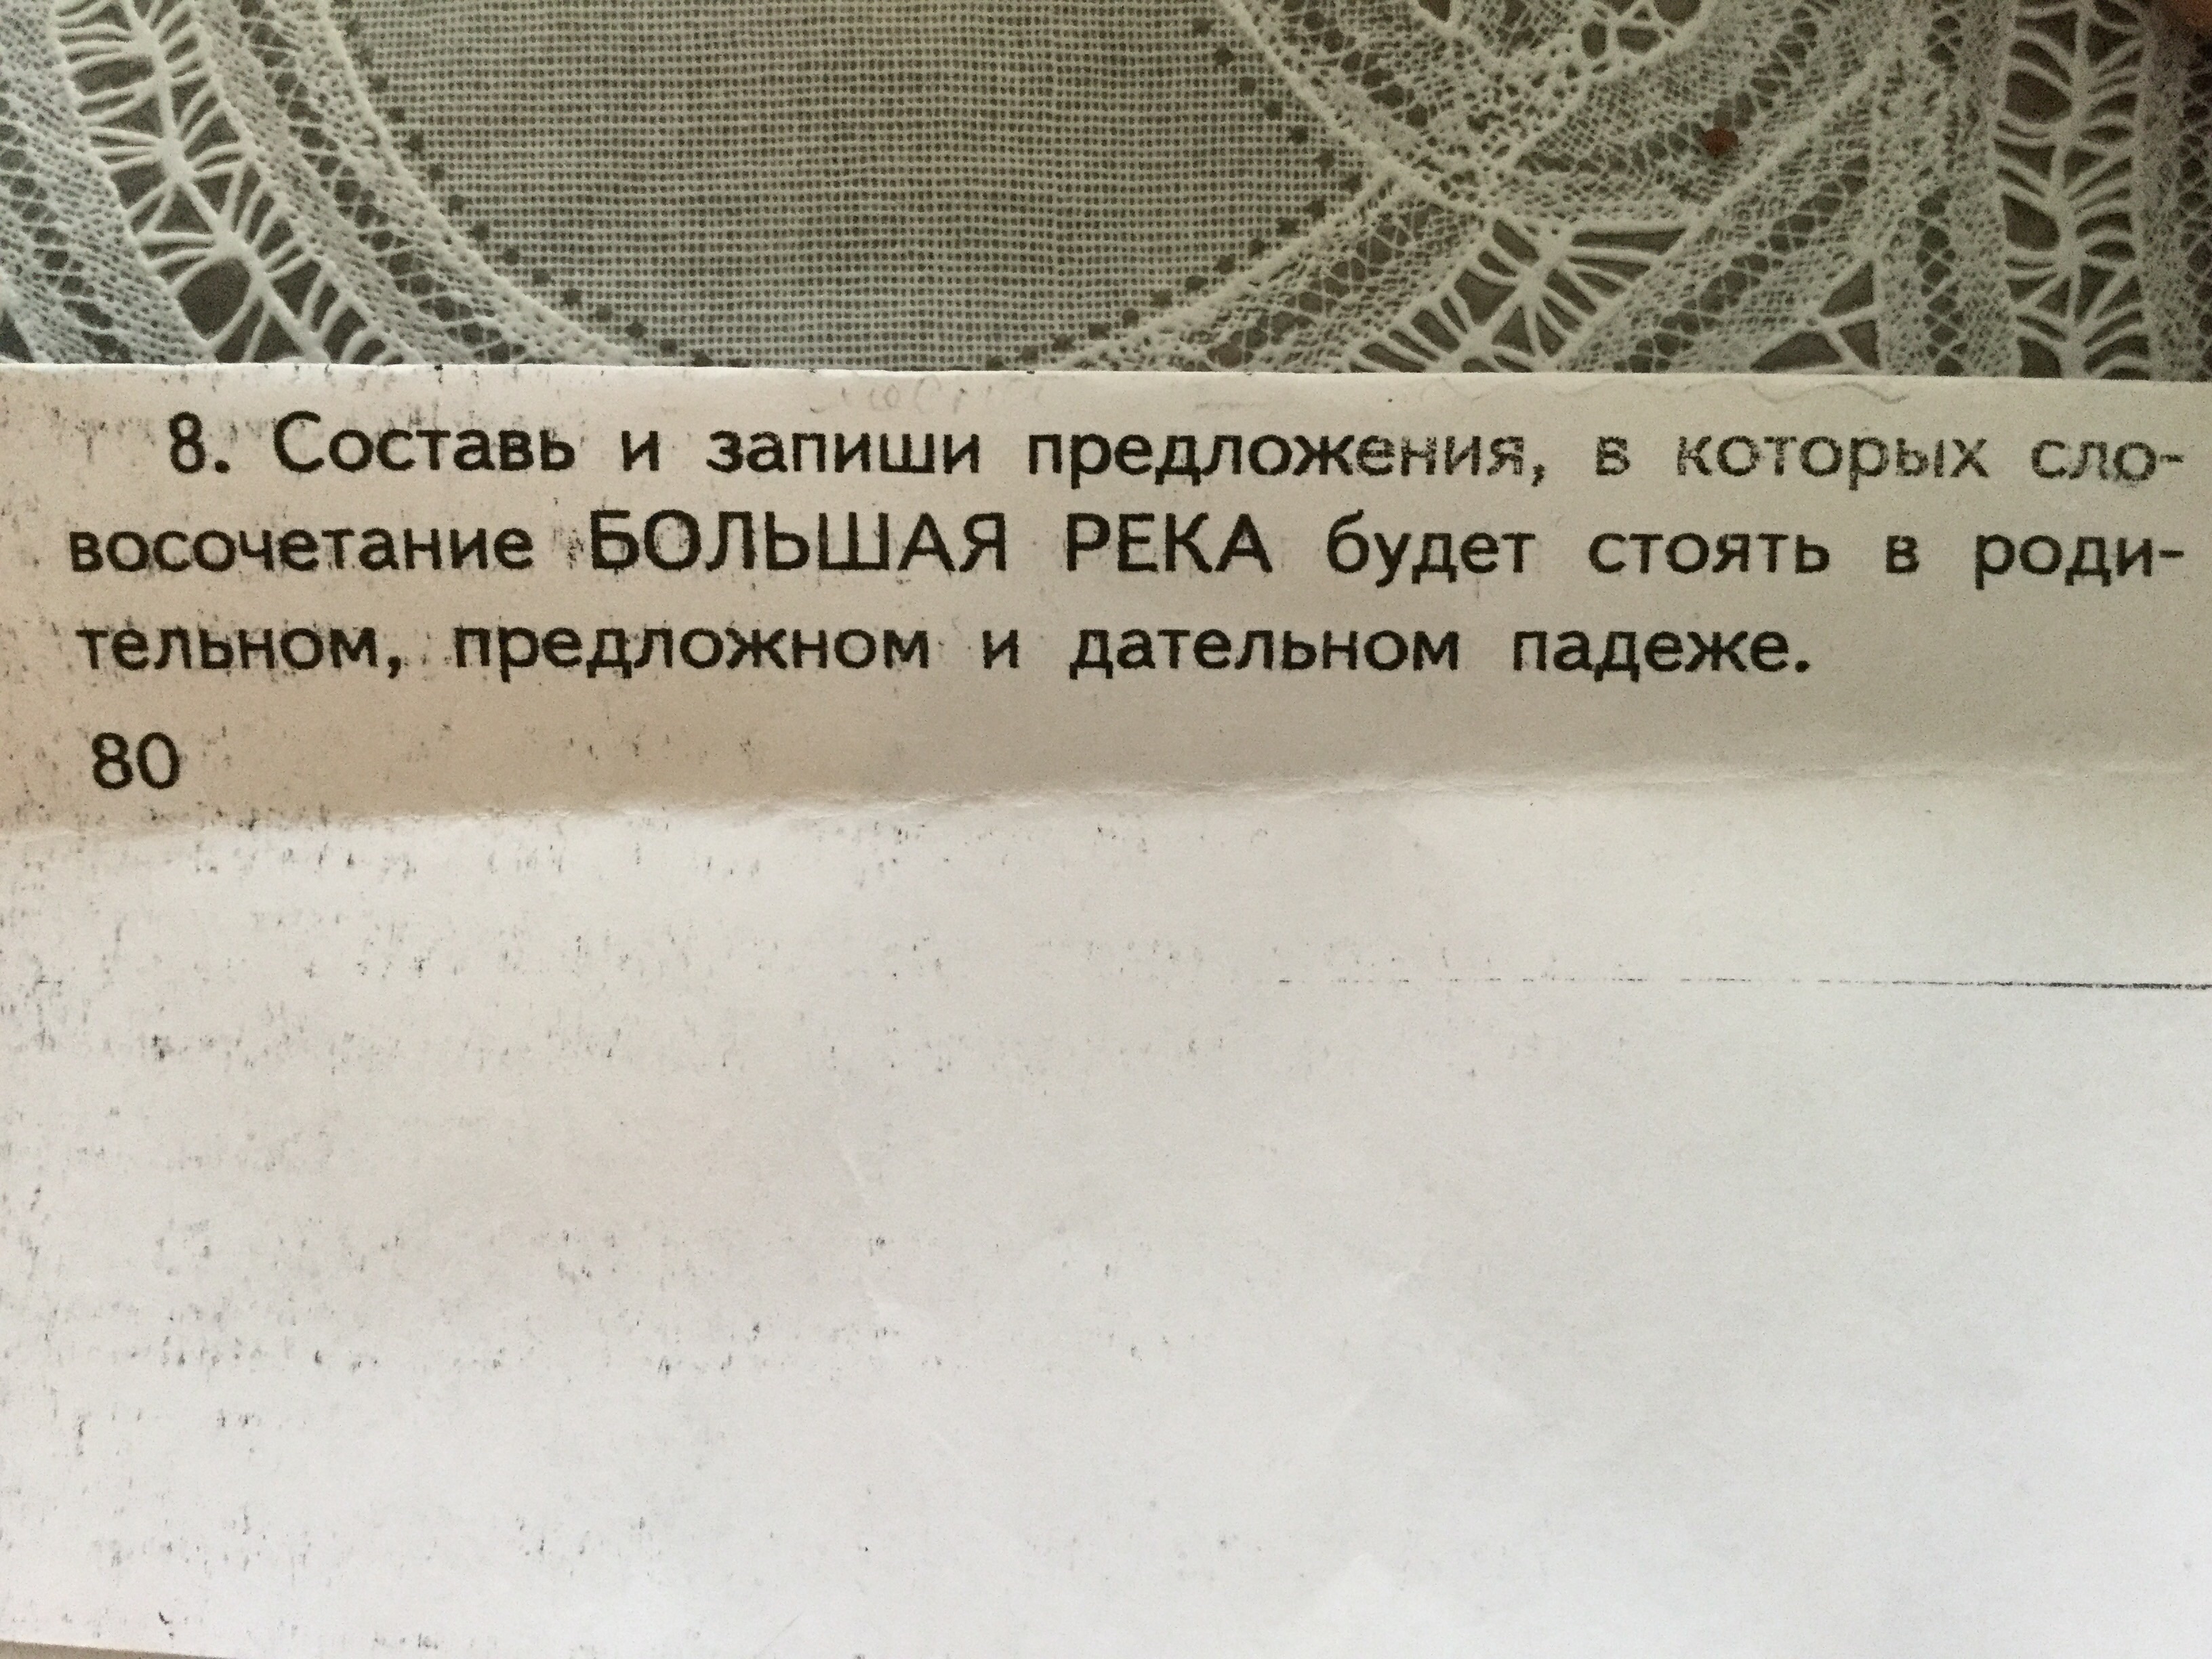 8. Составь и запиши предложения, в которых сло-
восочетание БОЛЬШАЯ РЕКА будет стоять в роди-
тельном, предложном и дательном падеже.
80